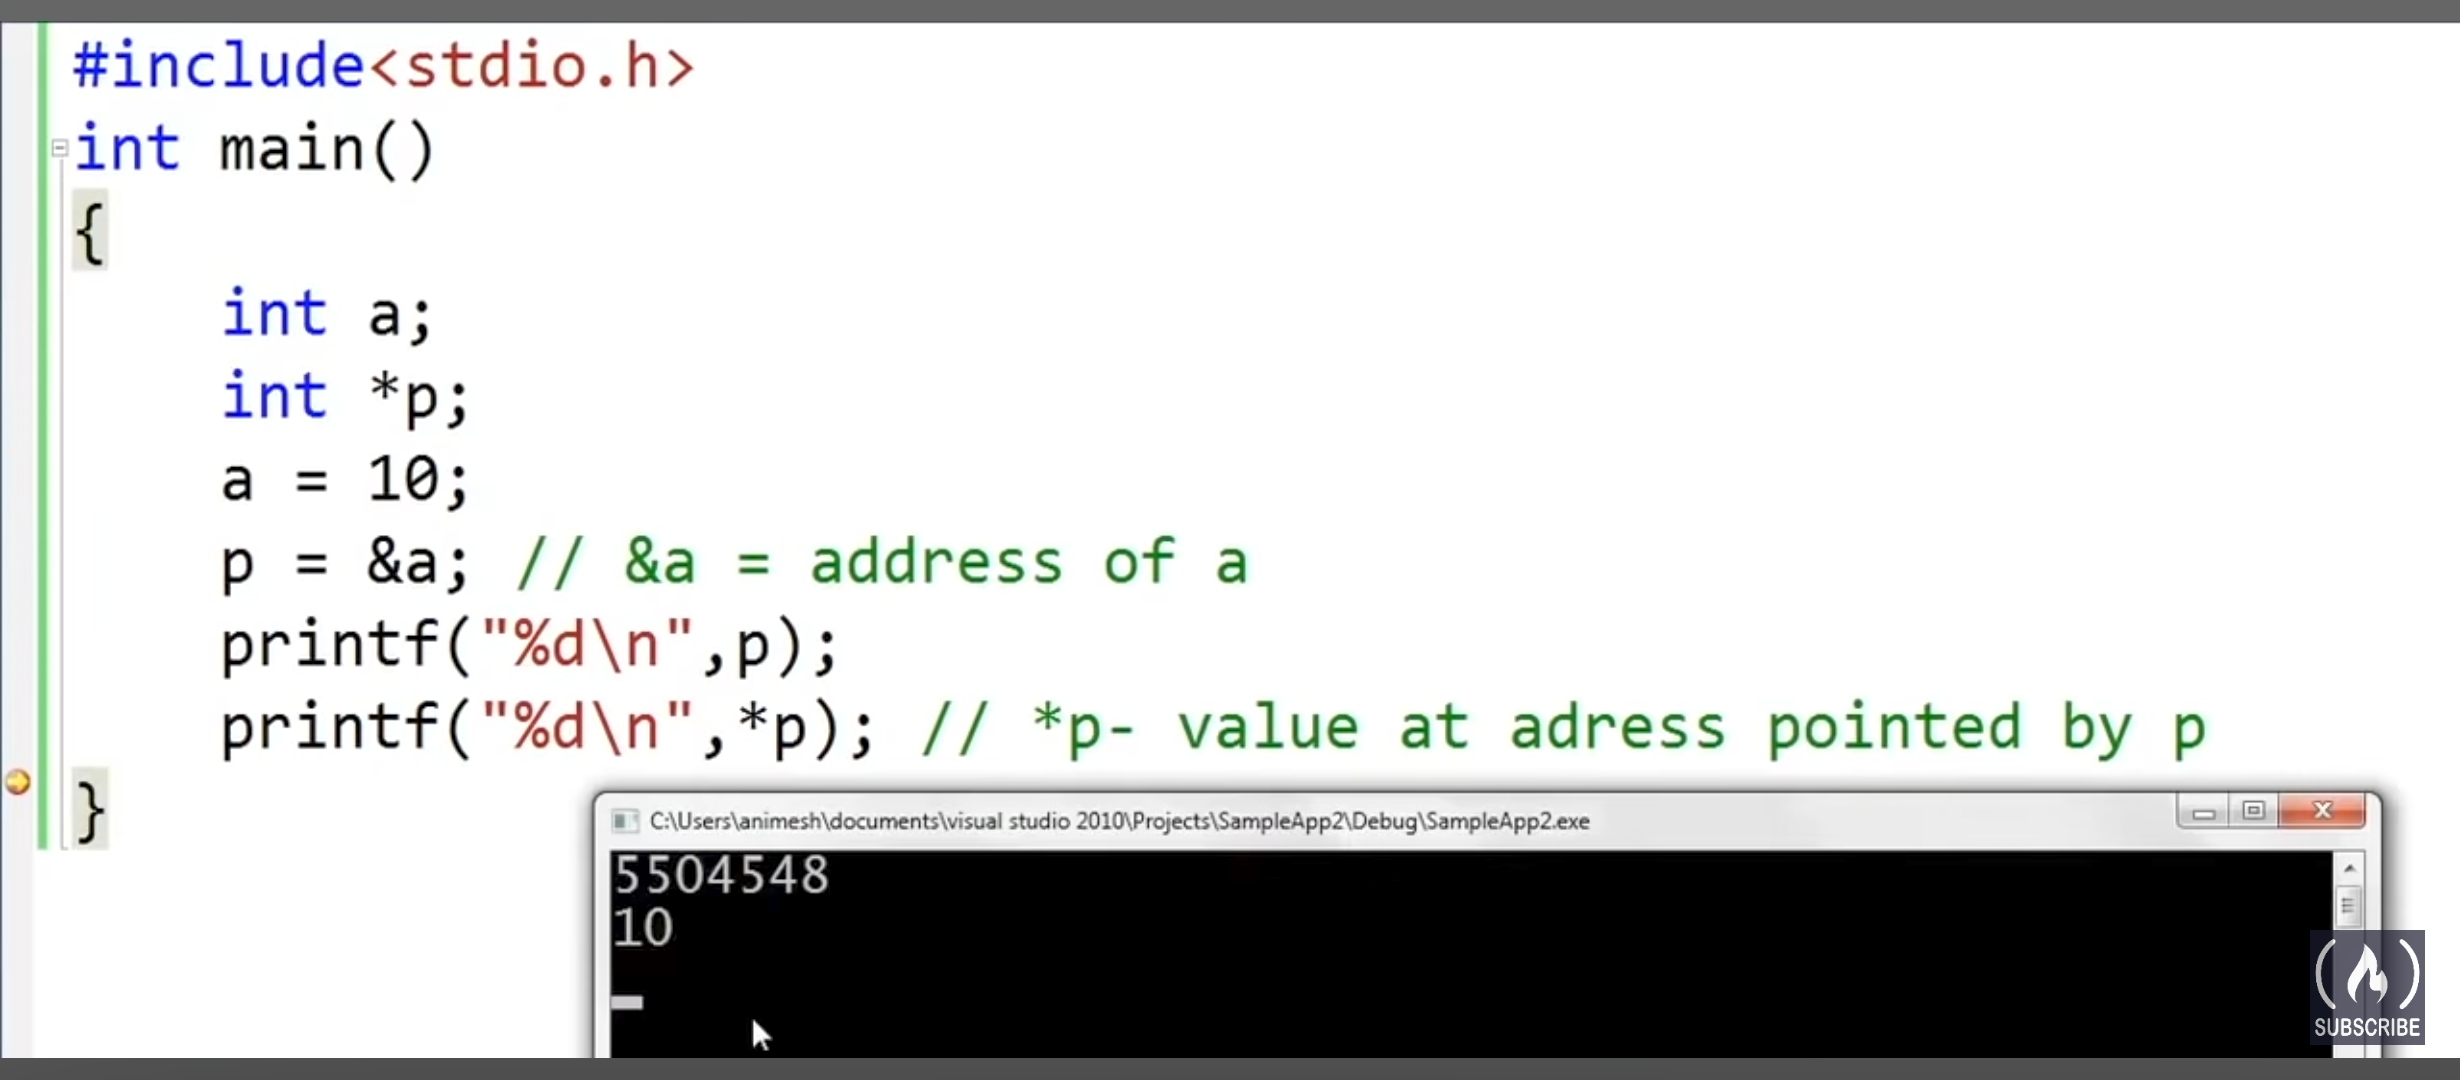 #include<stdio.h>
int main()
{
int a;
int *p;
a = 10;
p = &a; // &a = address of a
printf("%d\n",p);
printf("%d\n",*p); // *p- value at adress pointed by p
}
C:\Users\animesh\documents\visual studio 2010\Projects\SampleApp2\Debug\SampleApp2.exe
5504548
10
SUBSCRIBE